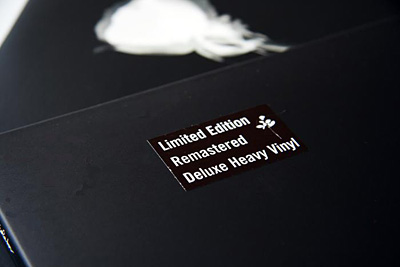 Limited Edition
Remastered
Deluxe Heavy Vinyl